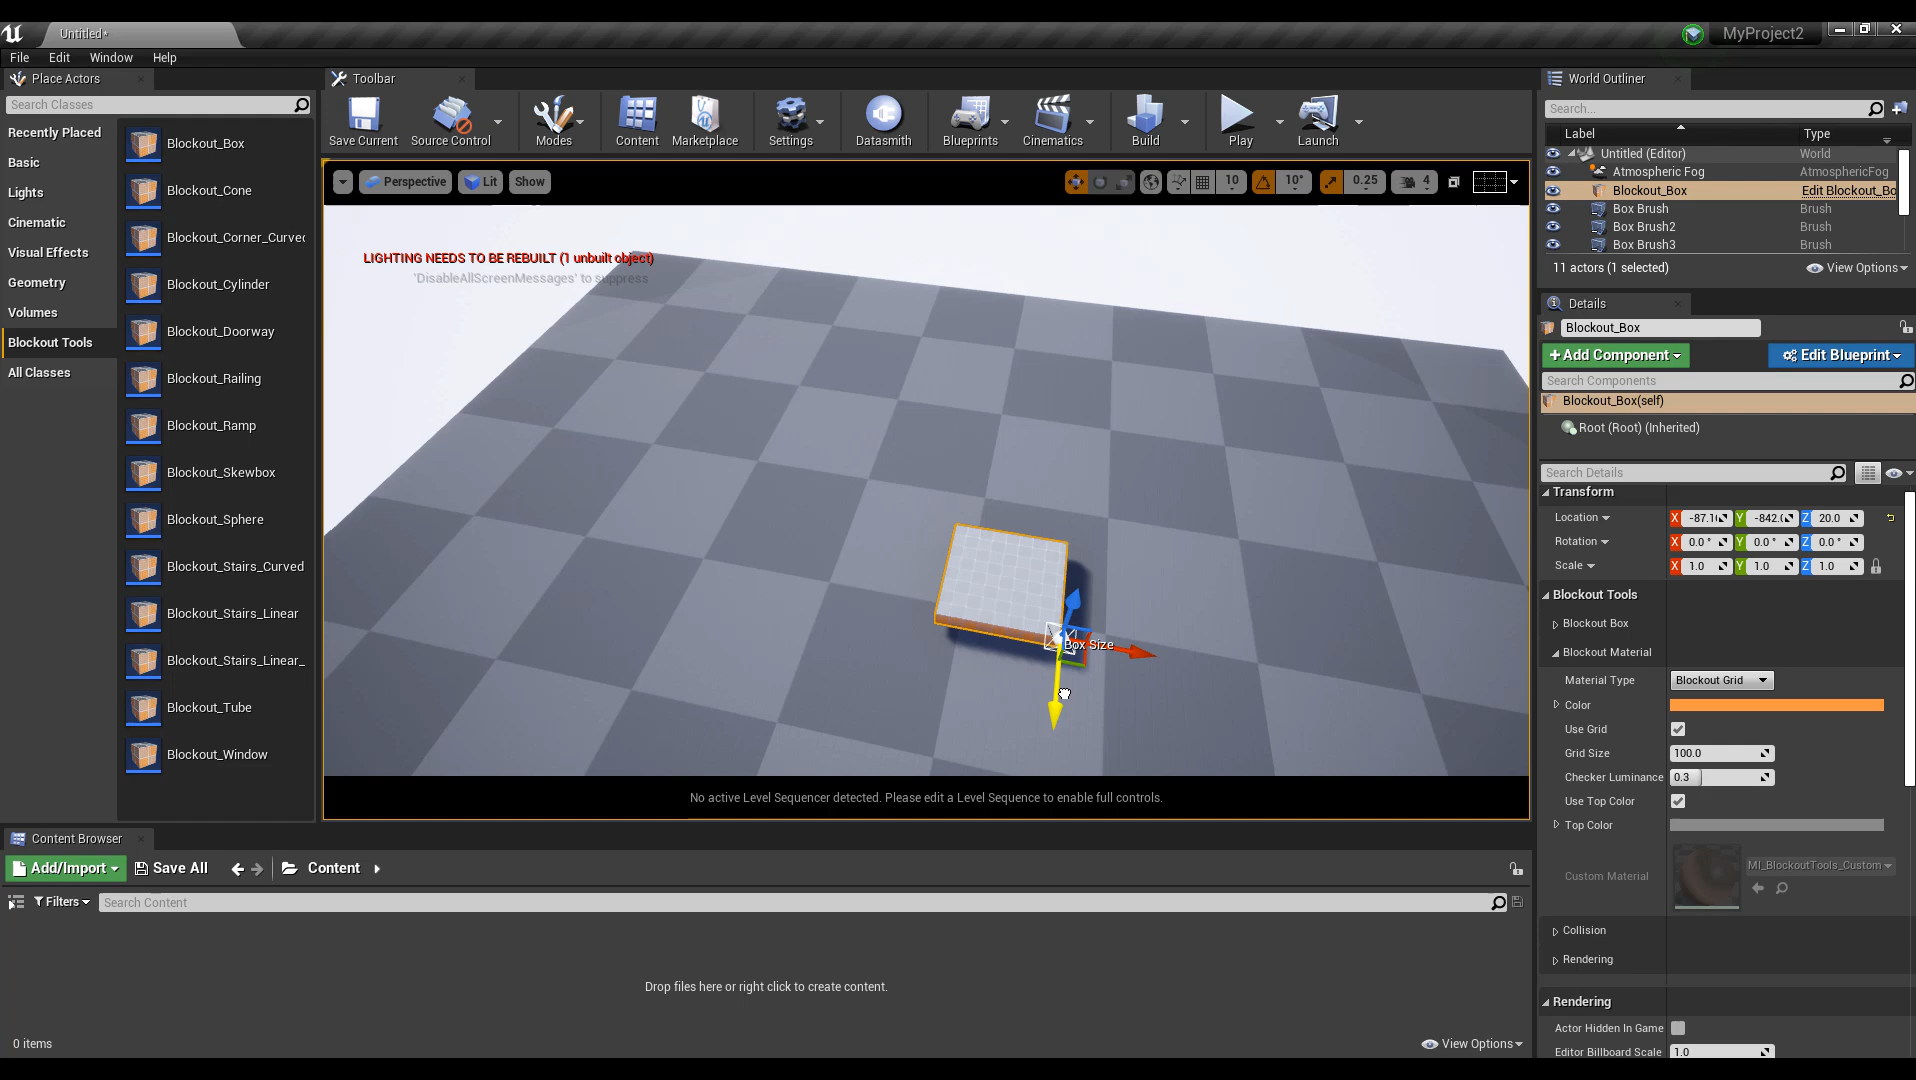 Untitled*
MyProject2
File Edit Window Help
Place Actors
Search Classes
Recently Placed
Basic
Lights
Cinematic
Visual Effects
Geometry
Volumes
Blockout Tools
All Classes
Blockout_Box
Blockout_Cone
Blockout_Corner_Curved
Blockout_Cylinder
Blockout_Doorway
Blockout_Railing
Blockout_Ramp
Blockout_Skewbox
Blockout_Sphere
Blockout_Stairs_Curved
Blockout_Stairs_Linear
Blockout_Stairs_Linear_
Blockout_Tube
Blockout_Window
Toolbar
Save Current Source Control Modes Content Marketplace Settings Datasmith Blueprints Cinematics Build Play Launch
Perspective Lit Show 10 10° 0.25 4
LIGHTING NEEDS TO BE REBUILT (1 unbuilt object)
'DisableAllScreenMessages' to suppress
Box Size
No active Level Sequencer detected. Please edit a Level Sequence to enable full controls.
World Outliner
Search...
Label Type
Untitled (Editor) World
Atmospheric Fog AtmosphericFog
Blockout_Box Edit Blockout_Bo
Box Brush Brush
Box Brush2 Brush
Box Brush3 Brush
11 actors (1 selected) View Options
Details
Blockout_Box
+Add Component Edit Blueprint
Search Components
Blockout_Box(self)
Root (Root) (Inherited)
Search Details
Transform
Location X -87.1 Y -842.0 Z 20.0
Rotation X 0.0° Y 0.0° Z 0.0°
Scale X 1.0 Y 1.0 Z 1.0
Blockout Tools
Blockout Box
Blockout Material
Material Type Blockout Grid
Color
Use Grid
Grid Size 100.0
Checker Luminance 0.3
Use Top Color
Top Color
Custom Material MI_BlockoutTools_Custom
Collision
Rendering
Rendering
Actor Hidden In Game
Editor Billboard Scale 1.0
Content Browser
Add/Import Save All Content
Filters Search Content
Drop files here or right click to create content.
0 items View Options